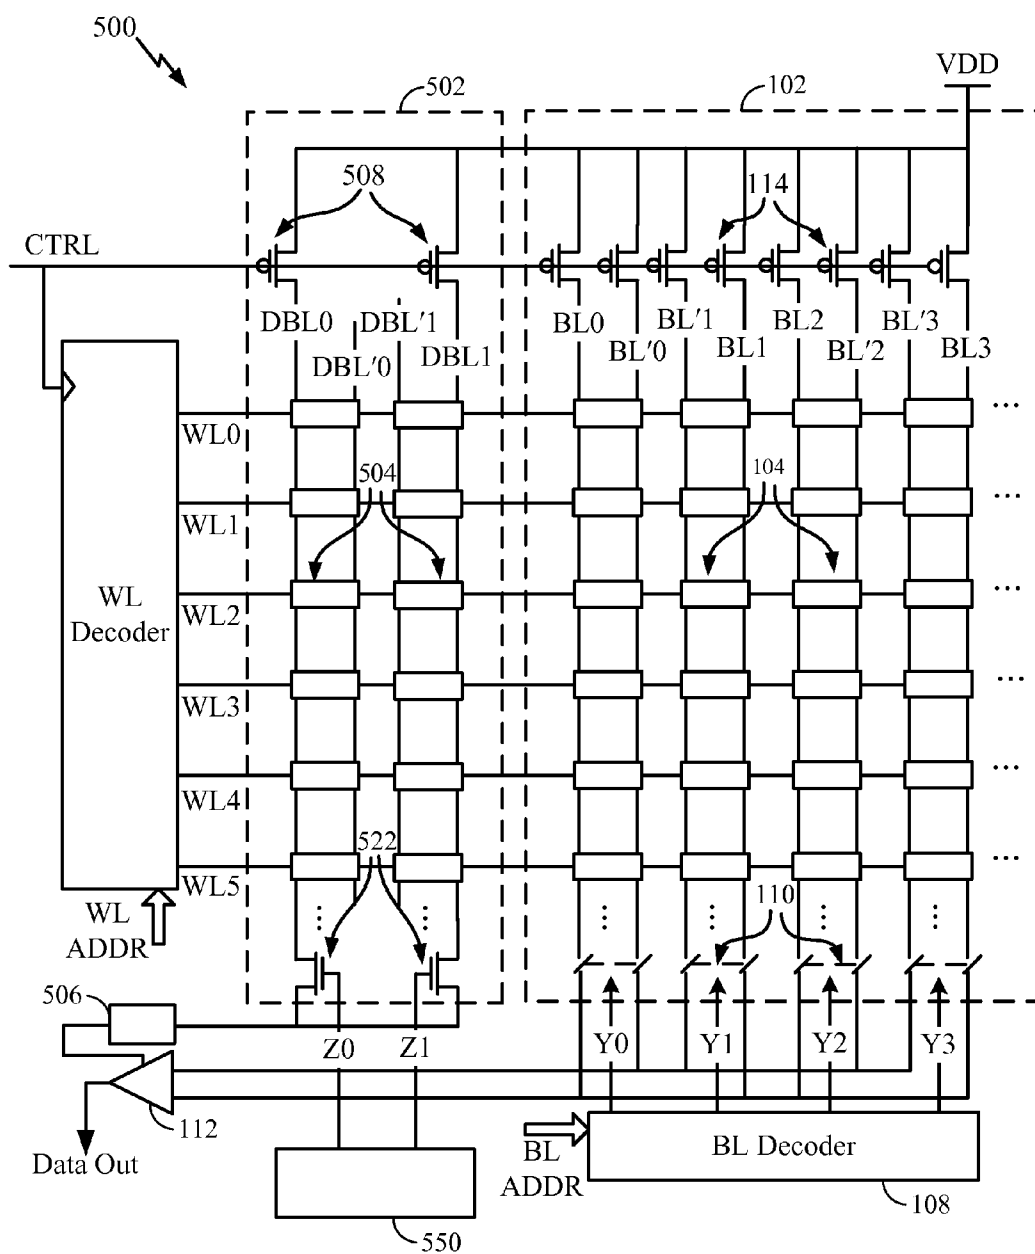 500
VDD
502
102
508
114
CTRL
DBL0
DBL'1
DBL'0
DBL1
BL0
BL'1
BL2
BL'3
BL'0
BL1
BL'2
BL3
WL0
...
504
104
WL1
...
WL
Decoder
WL2
...
WL3
...
WL4
...
522
WL5
...
WL
ADDR
110
506
Z0
Z1
Y0
Y1
Y2
Y3
112
Data Out
BL
ADDR
BL Decoder
550
108